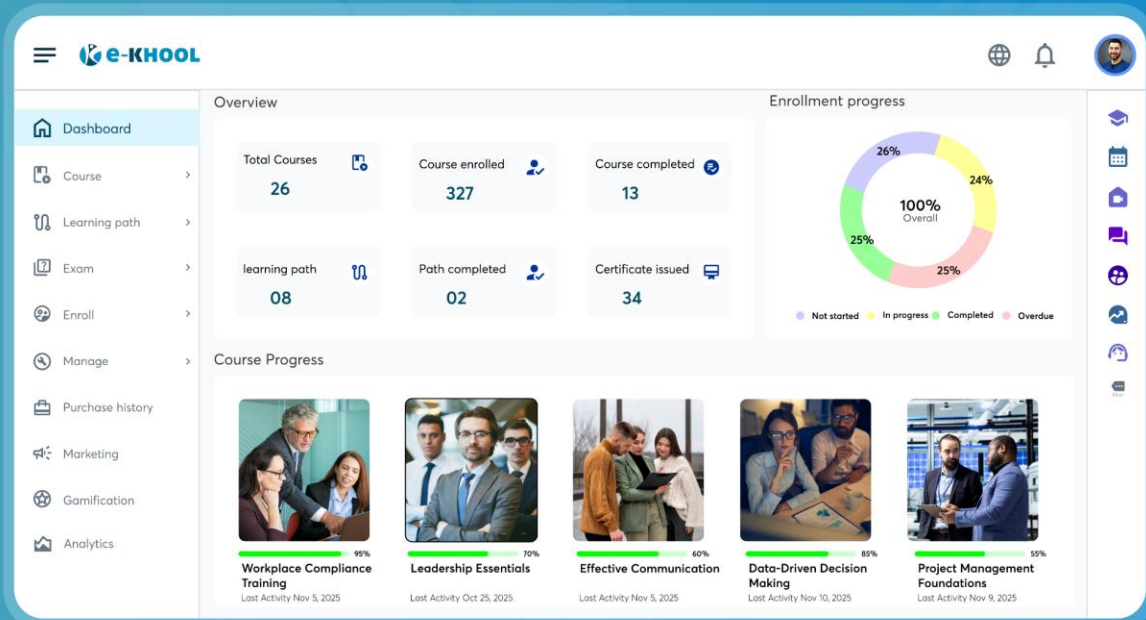 e-KHOOL
Overview
Enrollment progress
Dashboard
Course
Learning path
Exam
Enroll
Manage
Purchase history
Marketing
Gamification
Analytics
Total Courses
26
Course enrolled
327
Course completed
13
learning path
08
Path completed
02
Certificate issued
34
26%
24%
100%
Overall
25%
25%
Not started In progress Completed Overdue
Course Progress
95%
Workplace Compliance
Training
Last Activity Nov 5, 2025
70%
Leadership Essentials
Last Activity Oct 25, 2025
60%
Effective Communication
Last Activity Nov 5, 2025
85%
Data-Driven Decision
Making
Last Activity Nov 10, 2025
55%
Project Management
Foundations
Last Activity Nov 9, 2025